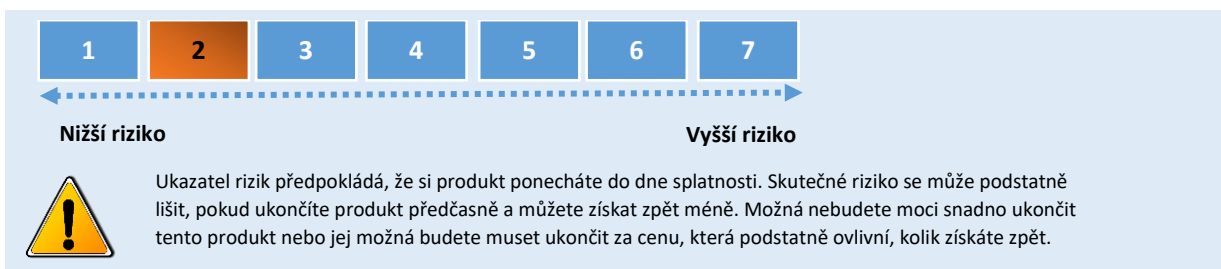 1 2 3 4 5 6 7
Nižší riziko Vyšší riziko
Ukazatel rizik předpokládá, že si produkt ponecháte do dne splatnosti. Skutečné riziko se může podstatně
lišit, pokud ukončíte produkt předčasně a můžete získat zpět méně. Možná nebudete moci snadno ukončit
tento produkt nebo jej možná budete muset ukončit za cenu, která podstatně ovlivní, kolik získáte zpět.